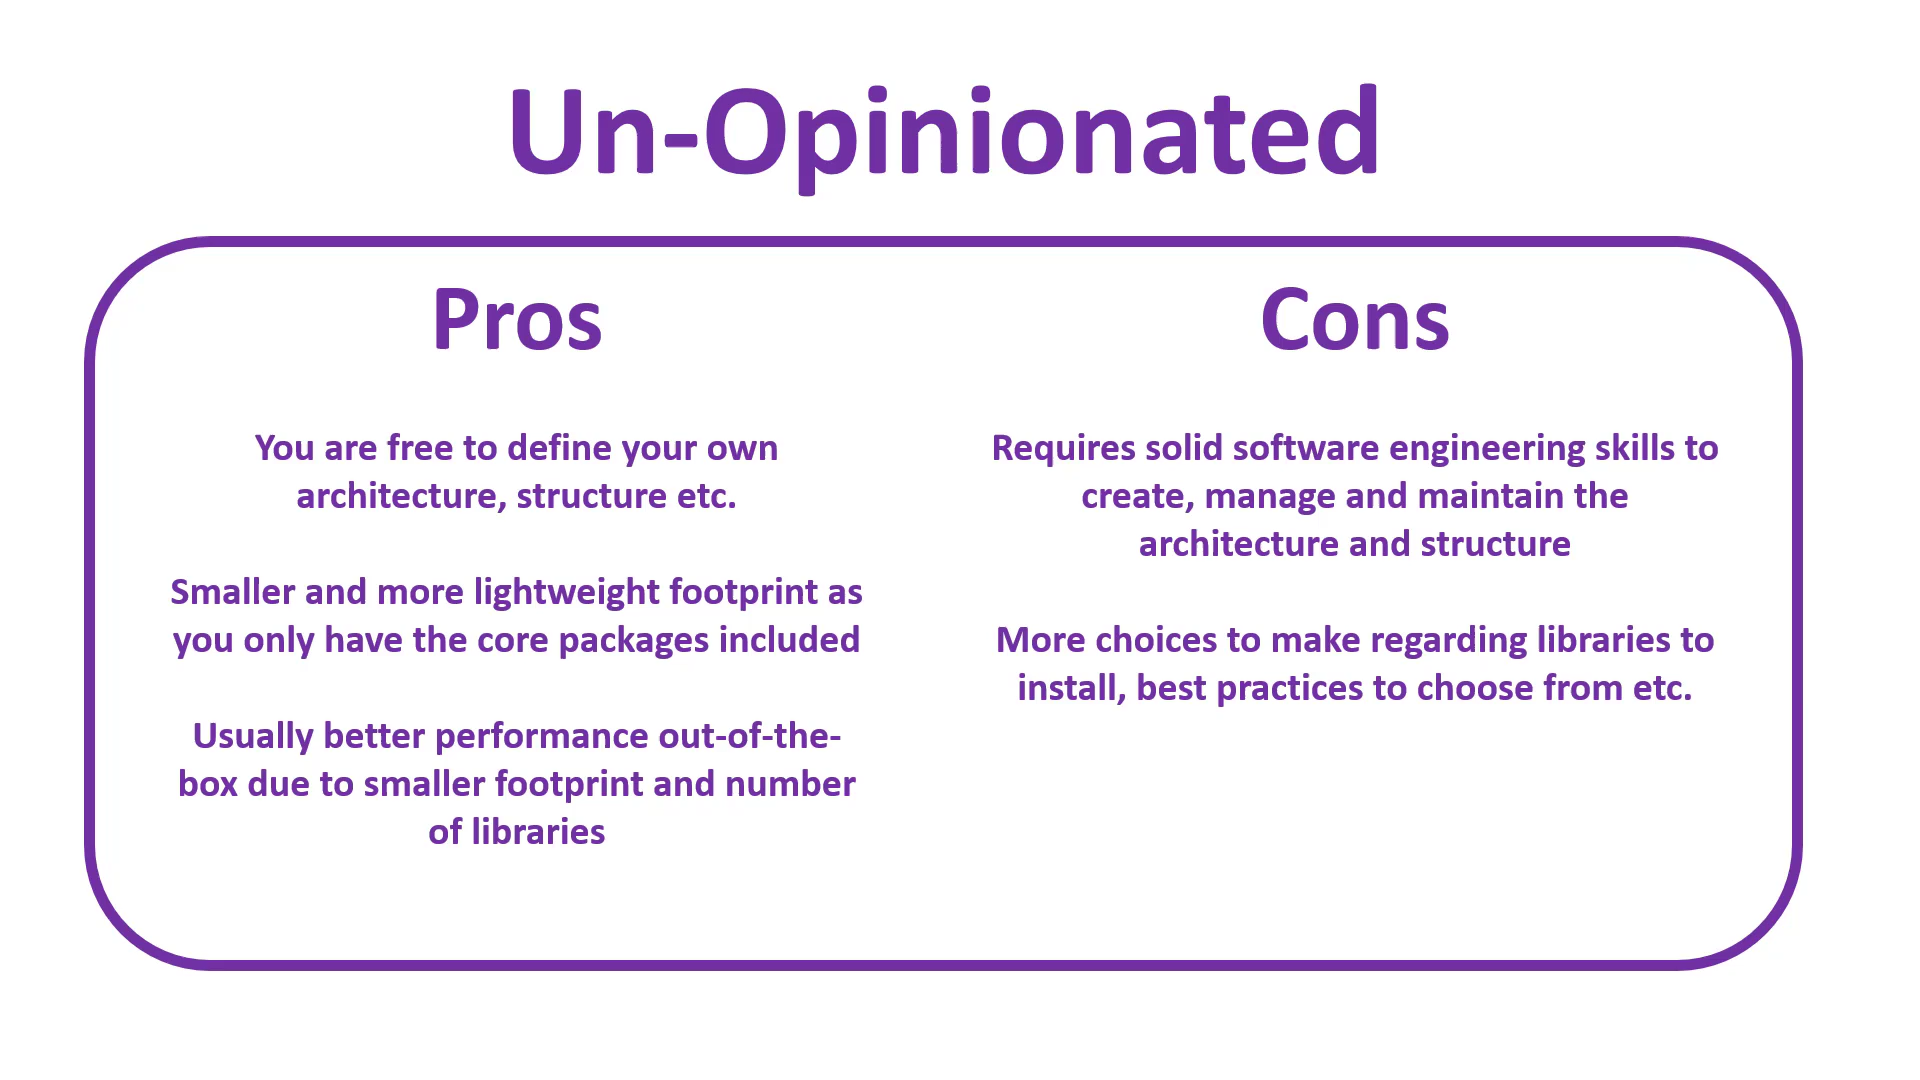 Un-Opinionated
Pros
You are free to define your own
architecture, structure etc.
Smaller and more lightweight footprint as
you only have the core packages included
Usually better performance out-of-the-
box due to smaller footprint and number
of libraries
Cons
Requires solid software engineering skills to
create, manage and maintain the
architecture and structure
More choices to make regarding libraries to
install, best practices to choose from etc.